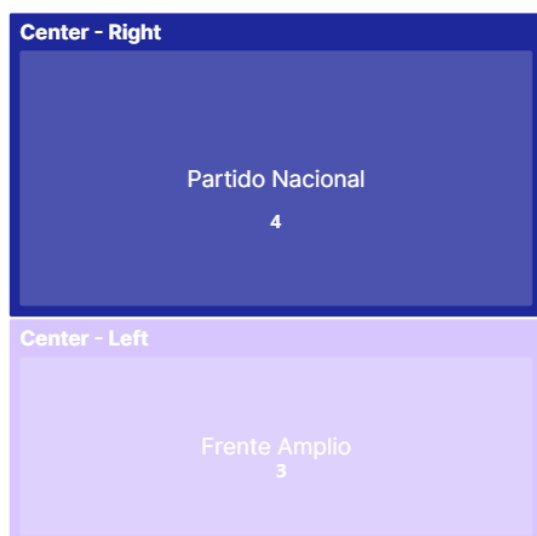 Center - Right
Partido Nacional
4
Center - Left
Frente Amplio
3